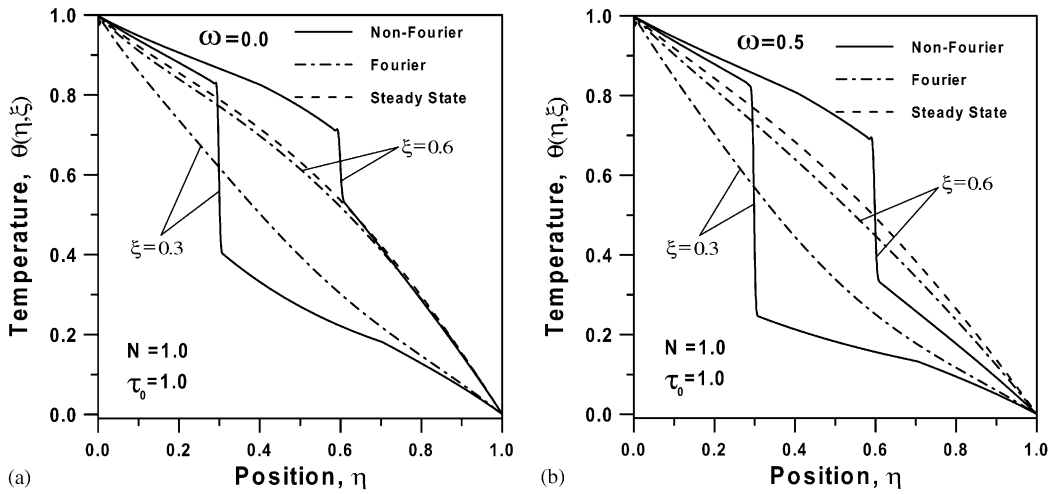 ω=0.0
Non-Fourier
Fourier
Steady State
ξ=0.6
ξ=0.3
N =1.0
τ₀=1.0
Temperature, θ(η,ξ)
1.0
0.8
0.6
0.4
0.2
0.0
0.0 0.2 0.4 0.6 0.8 1.0
Position, η
(a)
ω=0.5
Non-Fourier
Fourier
Steady State
ξ=0.6
ξ=0.3
N =1.0
τ₀=1.0
Temperature, θ(η,ξ)
1.0
0.8
0.6
0.4
0.2
0.0
0.0 0.2 0.4 0.6 0.8 1.0
Position, η
(b)